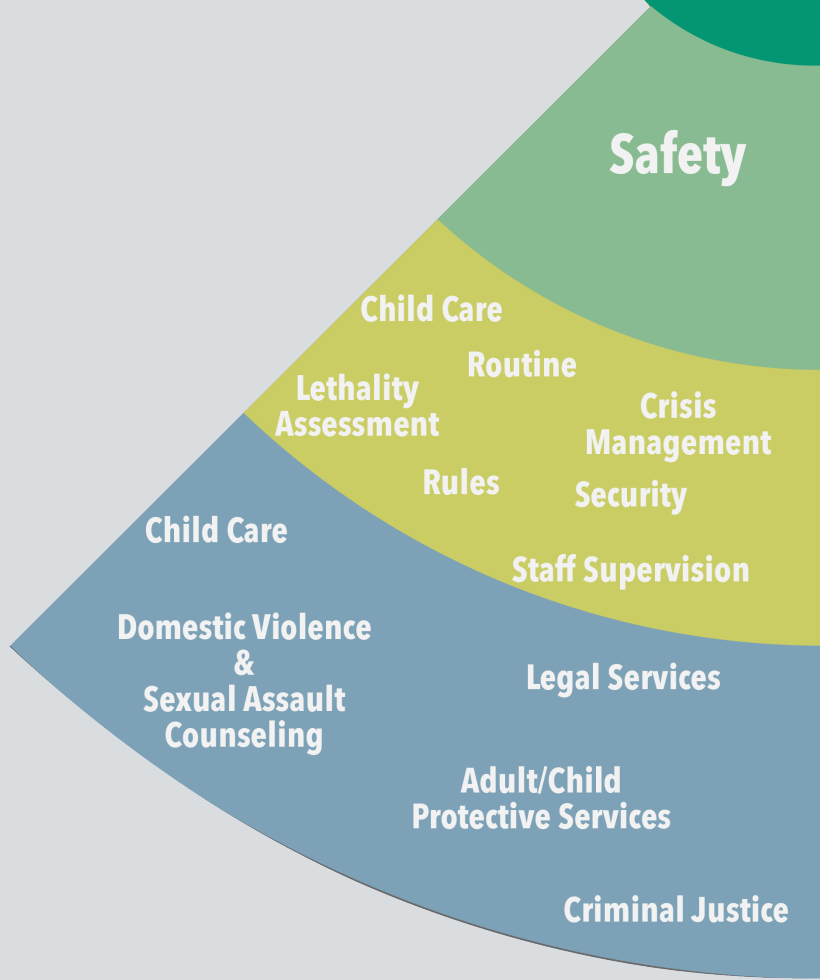 Safety
Child Care
Routine
Lethality
Assessment
Crisis
Management
Rules
Security
Staff Supervision
Child Care
Domestic Violence
&
Sexual Assault
Counseling
Legal Services
Adult/Child
Protective Services
Criminal Justice